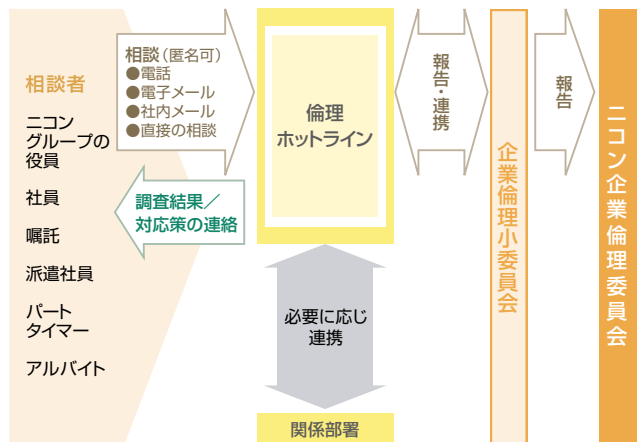 相談者
ニコン
グループの
役員
社員
嘱託
派遣社員
パート
タイマー
アルバイト
相談（匿名可）
●電話
●電子メール
●社内メール
●直接の相談
調査結果／
対応策の連絡
倫理
ホットライン
必要に応じ
連携
関係部署
報告・連携
企業倫理小委員会
報告
ニコン企業倫理委員会